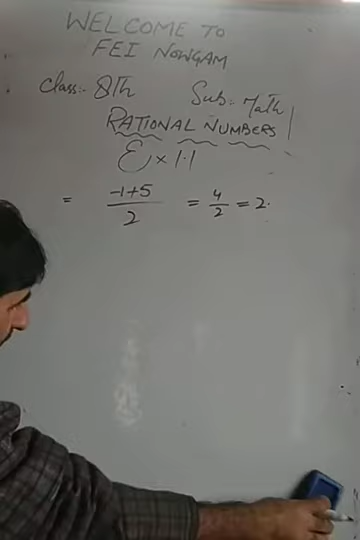 WELCOME TO
FEI NOWGAM
Class:- 8Th Sub:- Math
RATIONAL NUMBERS
Ex 1.1
= -1+5/2 = 4/2 = 2.